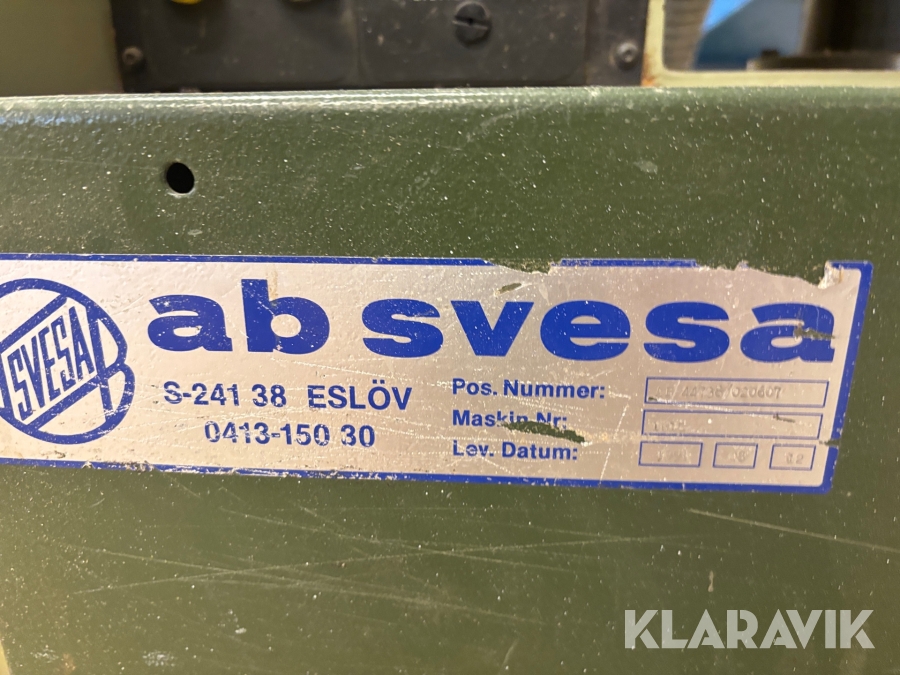 SVESA
ab svesa
S-241 38 ESLÖV
0413-150 30
Pos. Nummer:
Maskin Nr:
Lev. Datum:
KLARAVIK